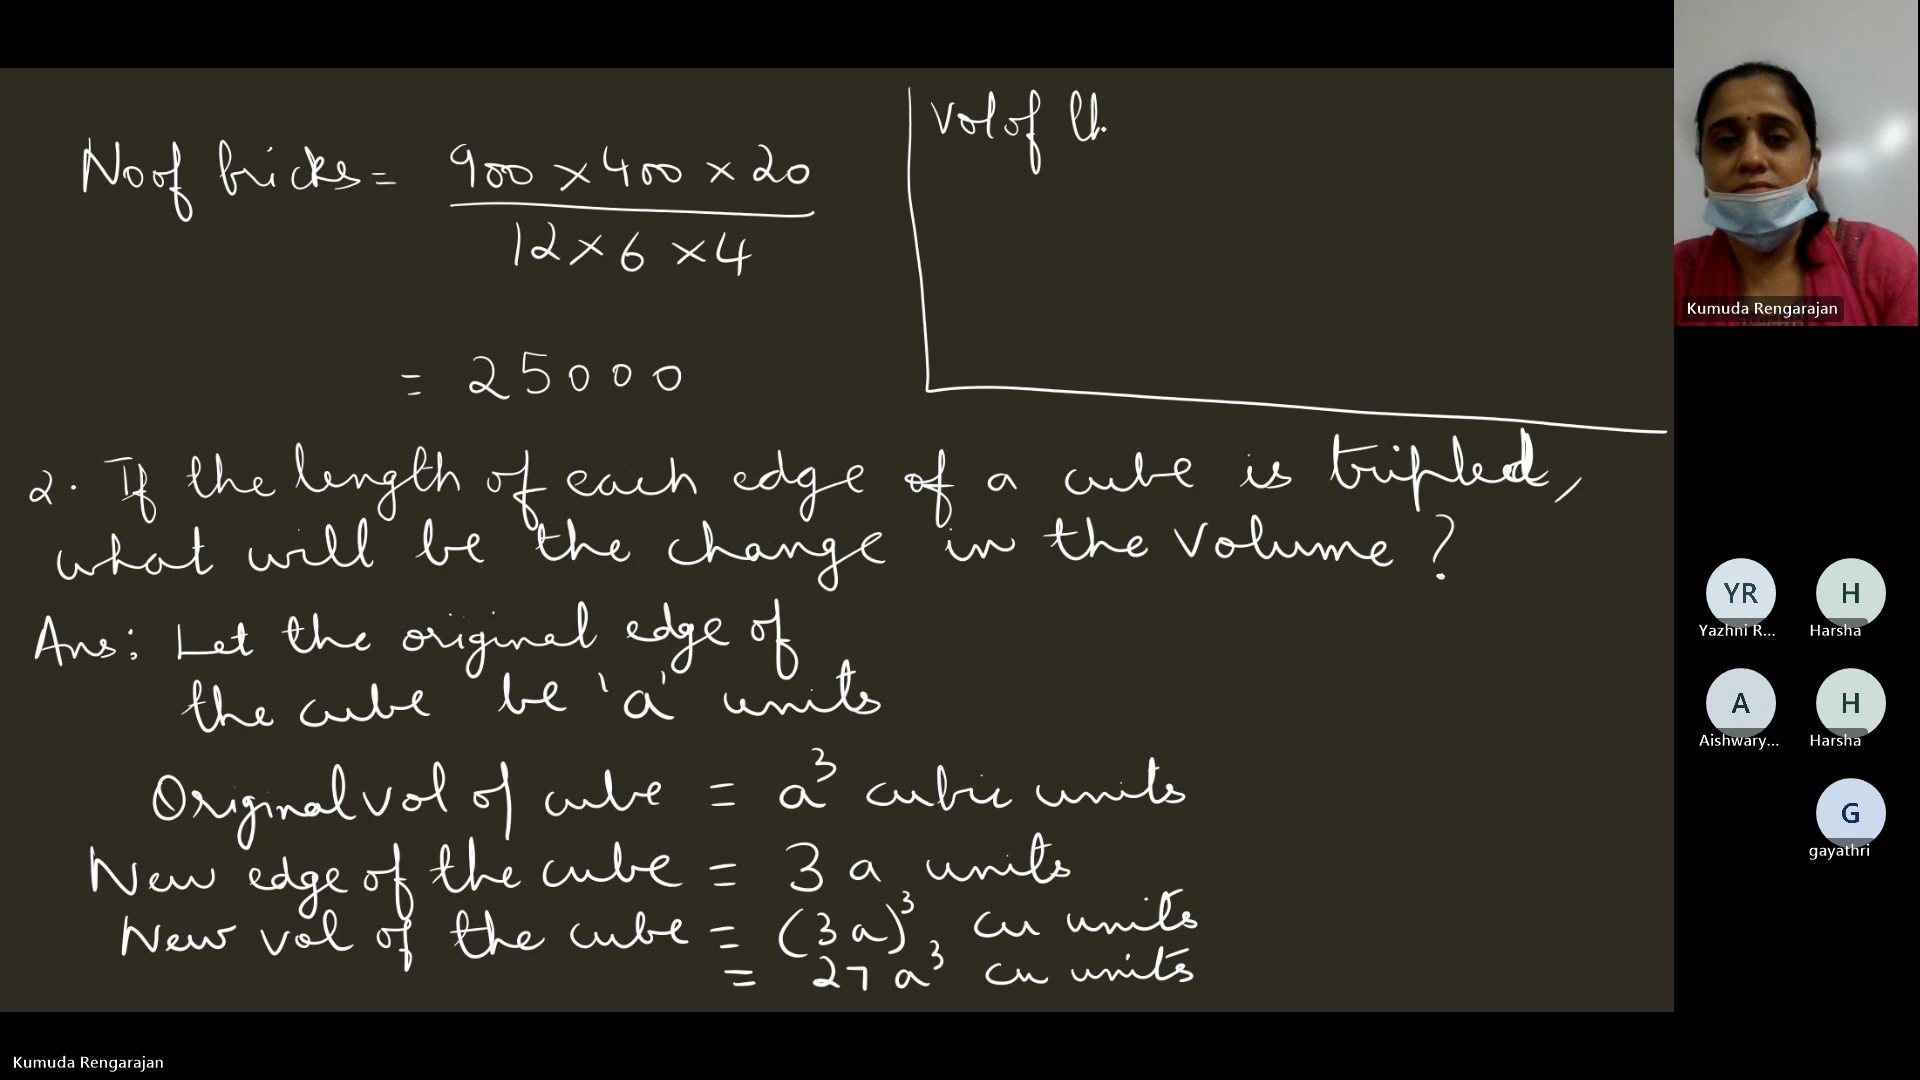 No of bricks = 900 × 400 × 20
12 × 6 × 4
= 25000
Vol of
2. If the length of each edge of a cube is tripled,
what will be the change in the volume ?
Ans: Let the original edge of
the cube be 'a' units
Original vol of cube = a³ cubic units
New edge of the cube = 3 a units
New vol of the cube = (3a)³ cu units
= 27 a³ cu units
Kumuda Rengarajan
YR
Yazhni R...
H
Harsha
A
Aishwary...
H
Harsha
G
gayathri
Kumuda Rengarajan